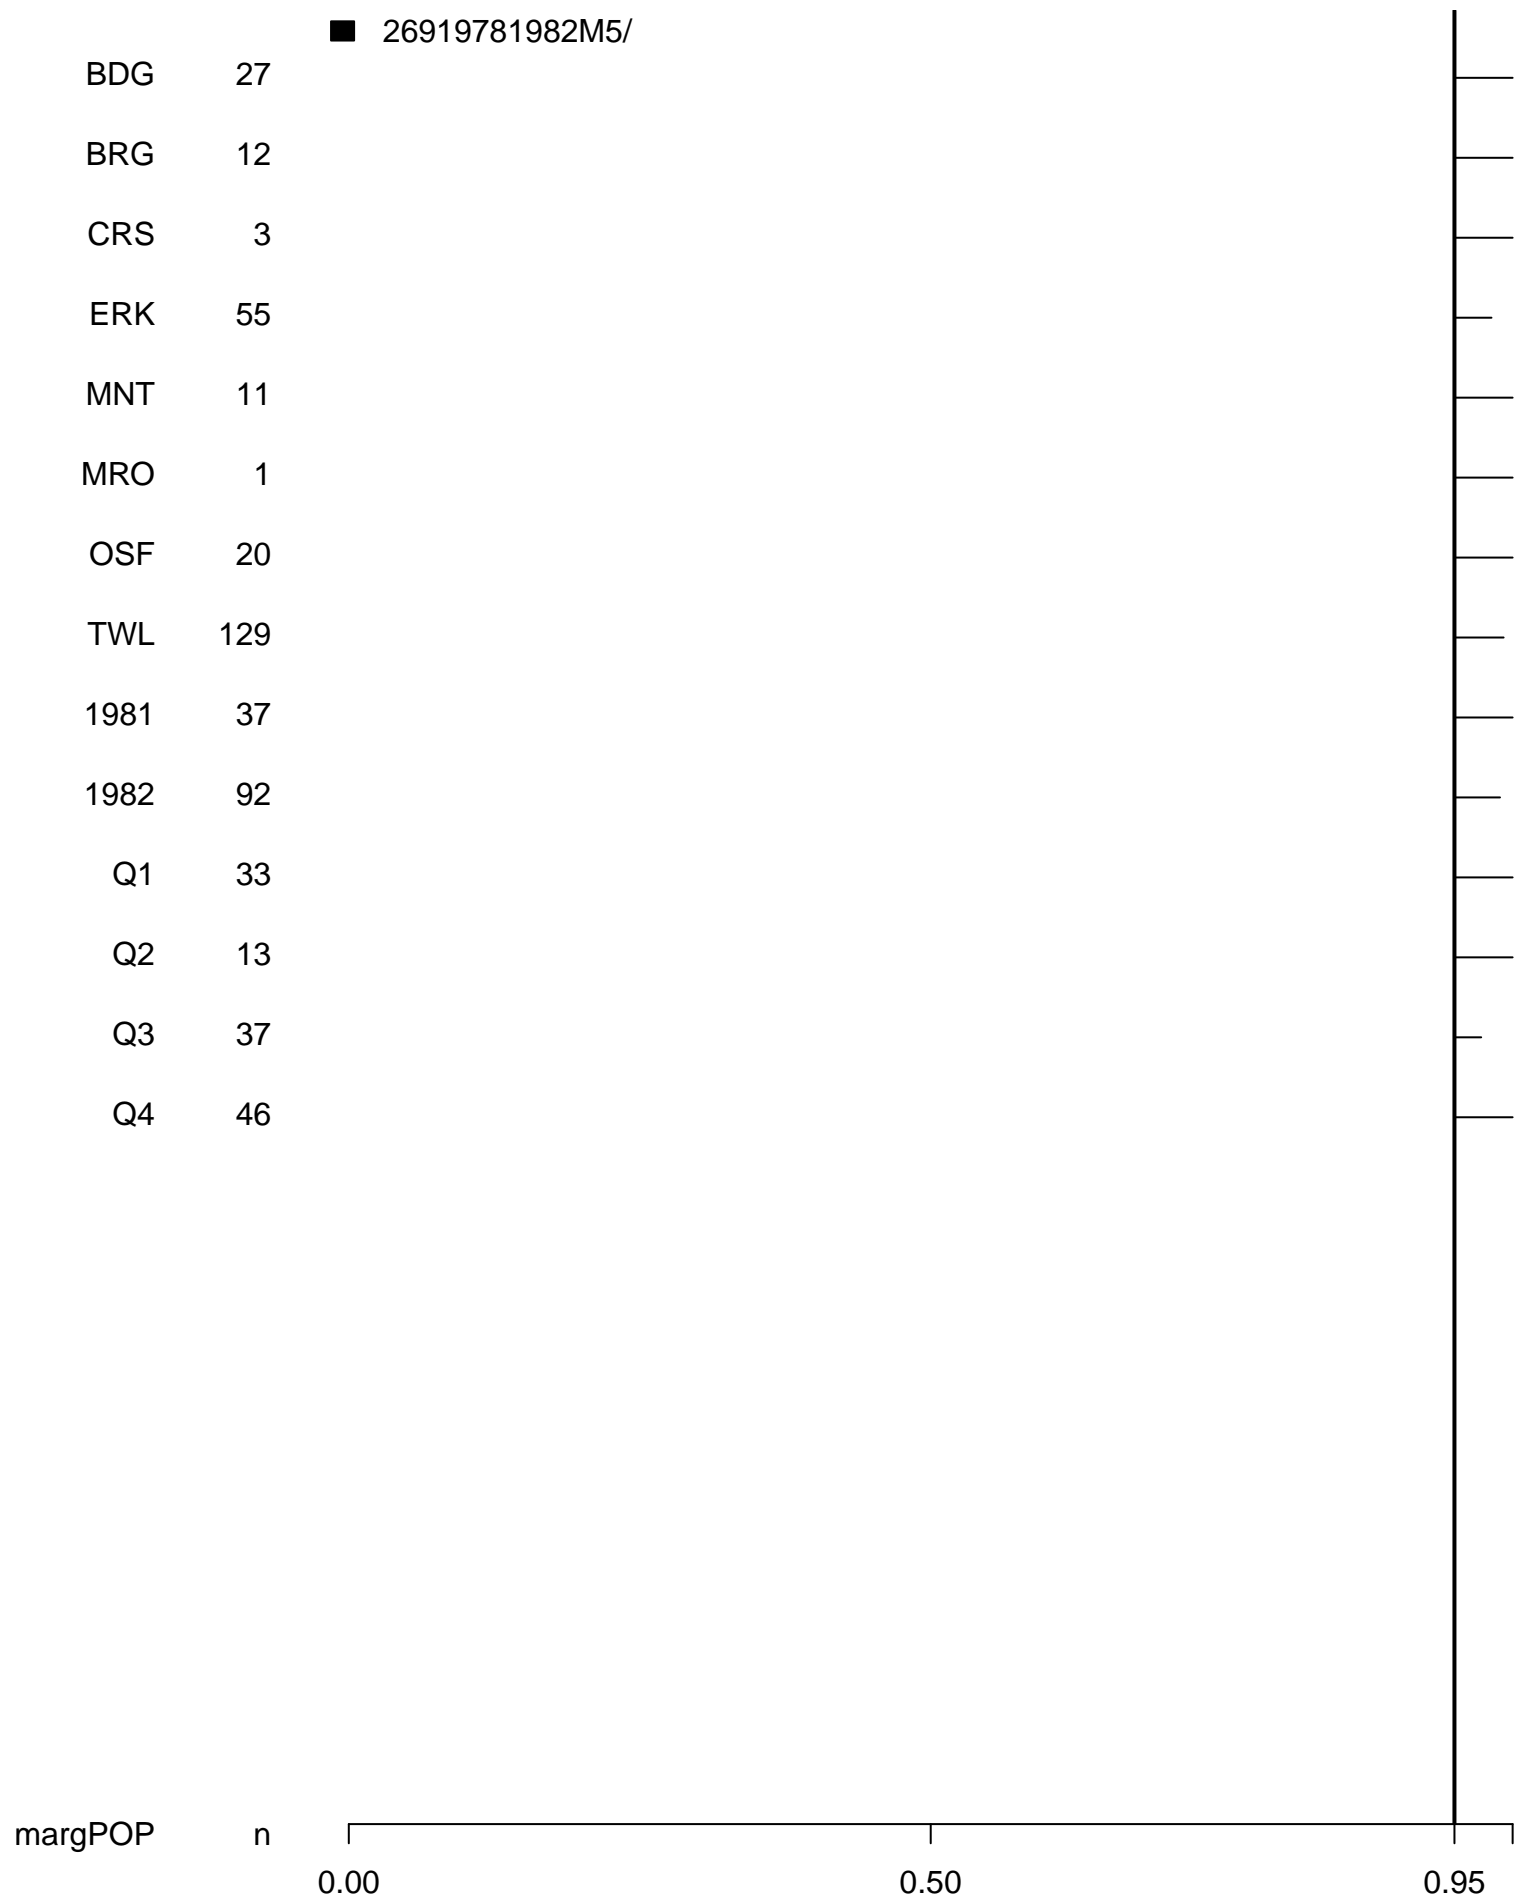 26919781982M5/
BDG 27
BRG 12
CRS 3
ERK 55
MNT 11
MRO 1
OSF 20
TWL 129
1981 37
1982 92
Q1 33
Q2 13
Q3 37
Q4 46
margPOP n
0.00 0.50 0.95